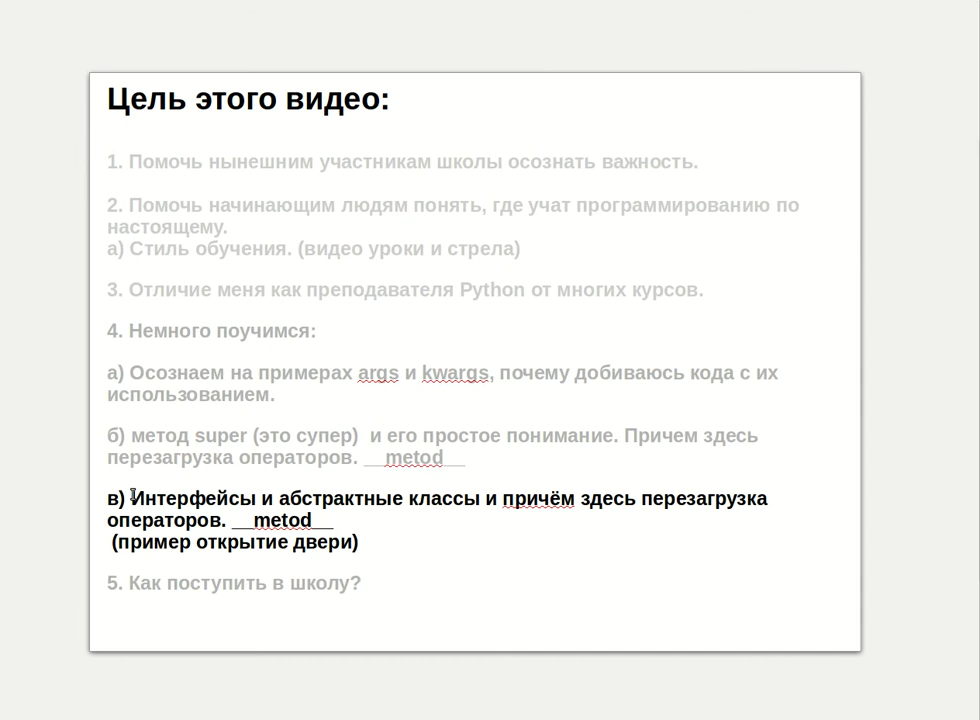 Цель этого видео:
1. Помочь нынешним участникам школы осознать важность.
2. Помочь начинающим людям понять, где учат программированию по
настоящему.
а) Стиль обучения. (видео уроки и стрела)
3. Отличие меня как преподавателя Python от многих курсов.
4. Немного поучимся:
а) Осознаем на примерах args и kwargs, почему добиваюсь кода с их
использованием.
б) метод super (это супер)  и его простое понимание. Причем здесь
перезагрузка операторов. __metod__
в) Интерфейсы и абстрактные классы и причём здесь перезагрузка
операторов. __metod__
(пример открытие двери)
5. Как поступить в школу?